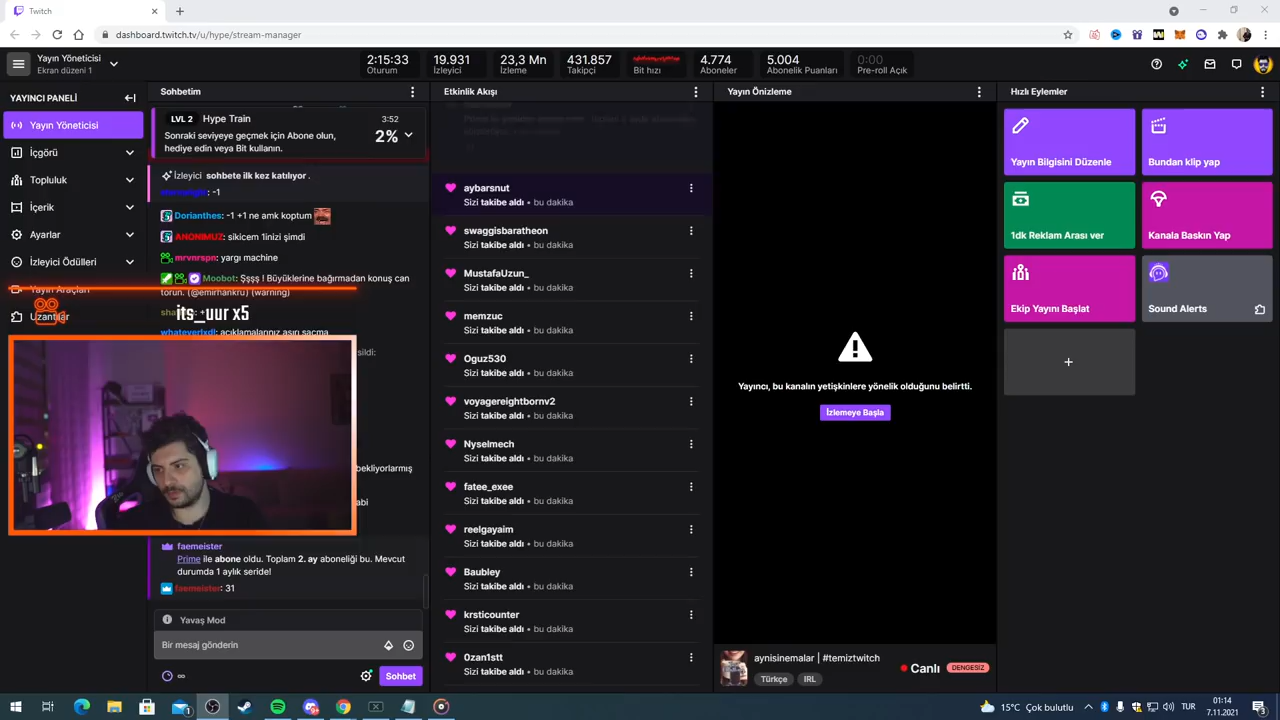 Twitch
dashboard.twitch.tv/u/hype/stream-manager
Yayın Yöneticisi
Ekran düzeni 1
2:15:33
Oturum
19.931
İzleyici
23,3 Mn
İzleme
431.857
Takipçi
Bit hızı
4.774
Aboneler
5.004
Abonelik Puanları
0:00
Pre-roll Açık
YAYINCI PANELİ
Yayın Yöneticisi
İçgörü
Topluluk
İçerik
Ayarlar
İzleyici Ödülleri
Yayın Araçları
Uzantılar
Sohbetim
LVL 2 Hype Train 3:52
Sonraki seviyeye geçmek için Abone olun,
hediye edin veya Bit kullanın.
2%
İzleyici sohbete ilk kez katılıyor .
: -1
Dorianthes: -1 +1 ne amk koptum
ANONIMUZ: sikicem 1inizi şimdi
mrvnrspn: yargı machine
Moobot: Şşşş ! Büyüklerine bağırmadan konuş can
torun. (@emirhankru) (warning)
its_uur x5
whateverlxdl: açıklamalarınız aşırı saçma
sildi:
bekliyorlarmış
abi
faemeister
Prime ile abone oldu. Toplam 2. ay aboneliği bu. Mevcut
durumda 1 aylık seride!
faemeister: 31
Yavaş Mod
Bir mesaj gönderin
∞
Sohbet
Etkinlik Akışı
aybarsnut
Sizi takibe aldı • bu dakika
swaggisbaratheon
Sizi takibe aldı • bu dakika
MustafaUzun_
Sizi takibe aldı • bu dakika
memzuc
Sizi takibe aldı • bu dakika
Oguz530
Sizi takibe aldı • bu dakika
voyagereightbornv2
Sizi takibe aldı • bu dakika
Nyselmech
Sizi takibe aldı • bu dakika
fatee_exee
Sizi takibe aldı • bu dakika
reelgayaim
Sizi takibe aldı • bu dakika
Baubley
Sizi takibe aldı • bu dakika
krsticounter
Sizi takibe aldı • bu dakika
0zan1stt
Sizi takibe aldı • bu dakika
Yayın Önizleme
Yayıncı, bu kanalın yetişkinlere yönelik olduğunu belirtti.
İzlemeye Başla
aynisinemalar | #temiztwitch
Türkçe IRL
Canlı
DENGESİZ
Hızlı Eylemler
Yayın Bilgisini Düzenle
Bundan klip yap
1dk Reklam Arası ver
Kanala Baskın Yap
Ekip Yayını Başlat
Sound Alerts
+
15°C Çok bulutlu
TUR
01:14
7.11.2021